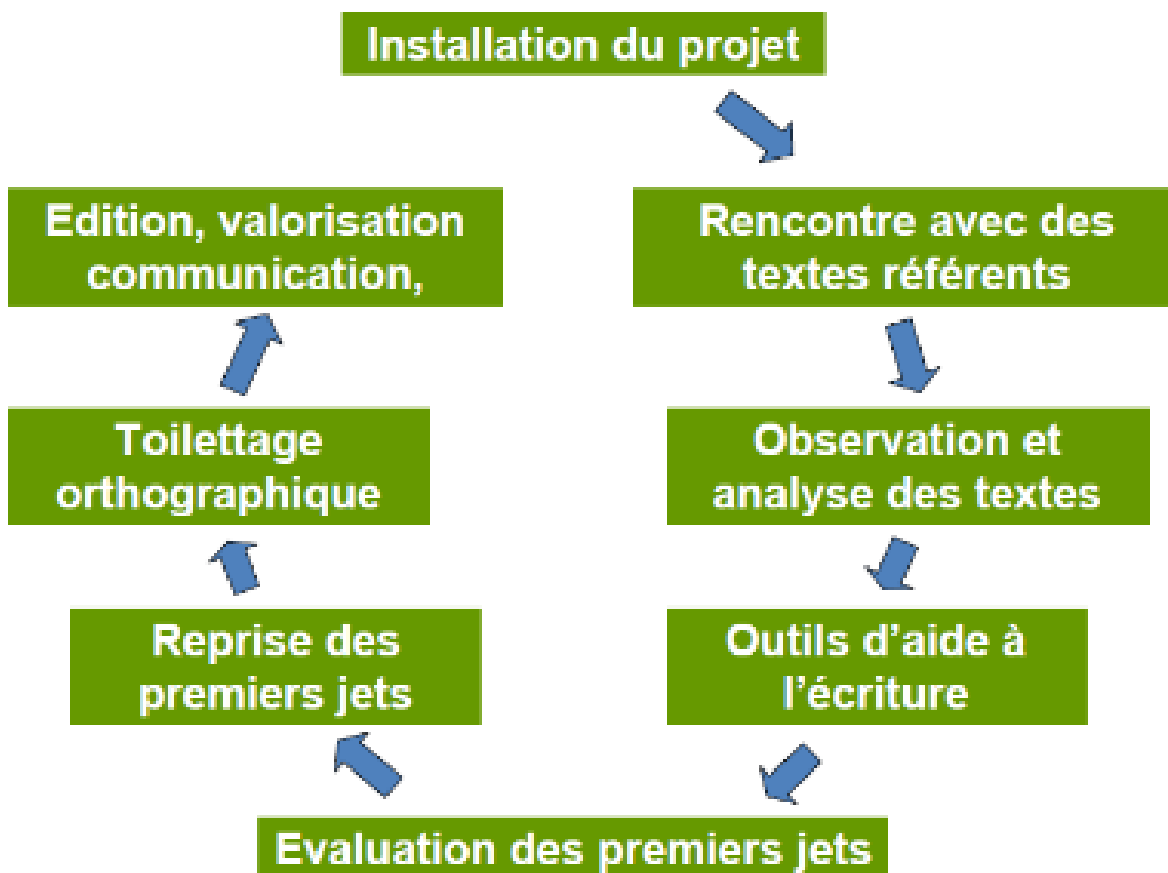 Installation du projet
Rencontre avec des
textes référents
Observation et
analyse des textes
Outils d'aide à
l'écriture
Evaluation des premiers jets
Reprise des
premiers jets
Toilettage
orthographique
Edition, valorisation
communication,